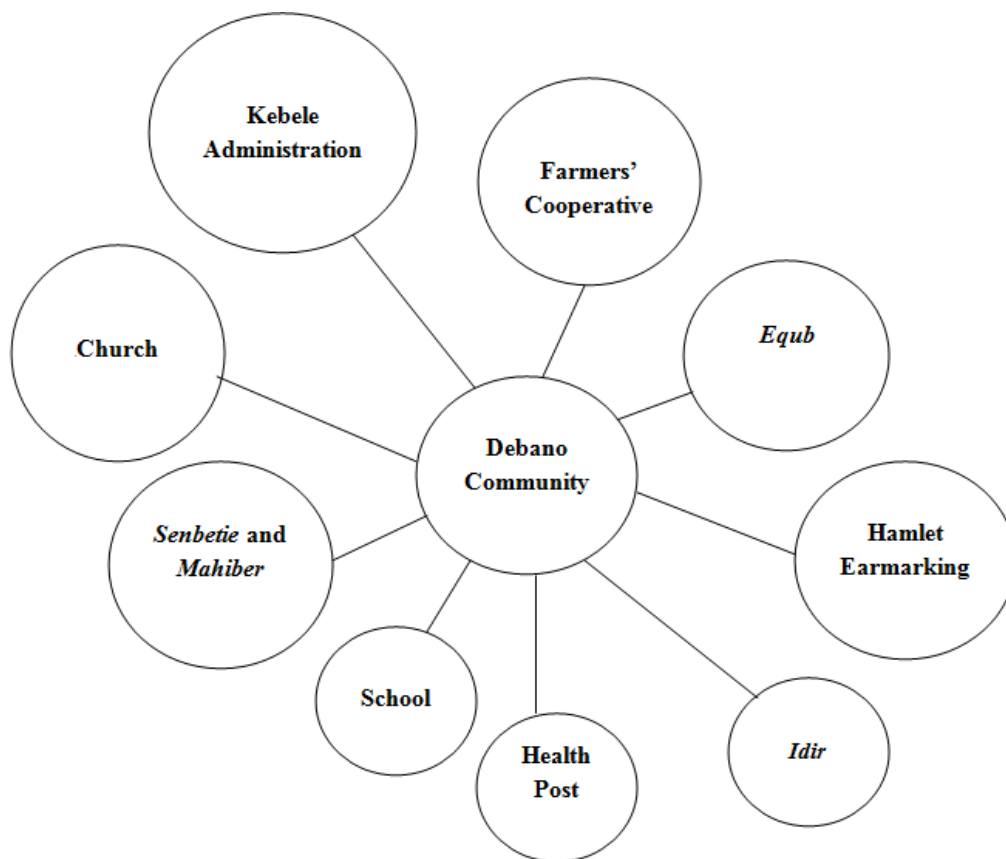 Kebele
Administration
Farmers’
Cooperative
Equb
Church
Debano
Community
Senbetie and
Mahiber
Hamlet
Earmarking
School
Health
Post
Idir